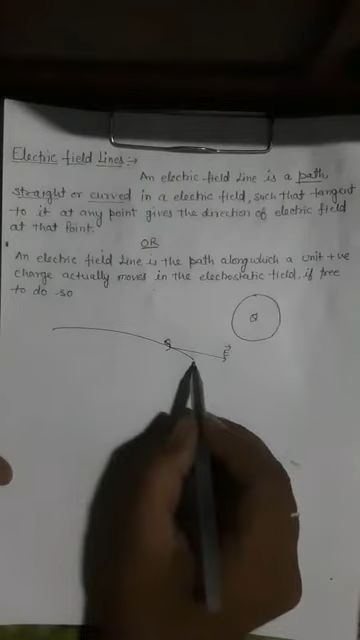 Electric field Lines :→
An electric field Line is a path,
straight or curved in a electric field, such that tangent
to it at any point gives the direction of electric field
at that Point.
OR
An electric field Line is the path along which a unit +ve
charge actually moves in the electrostatic field, if free
to do so
Q
E